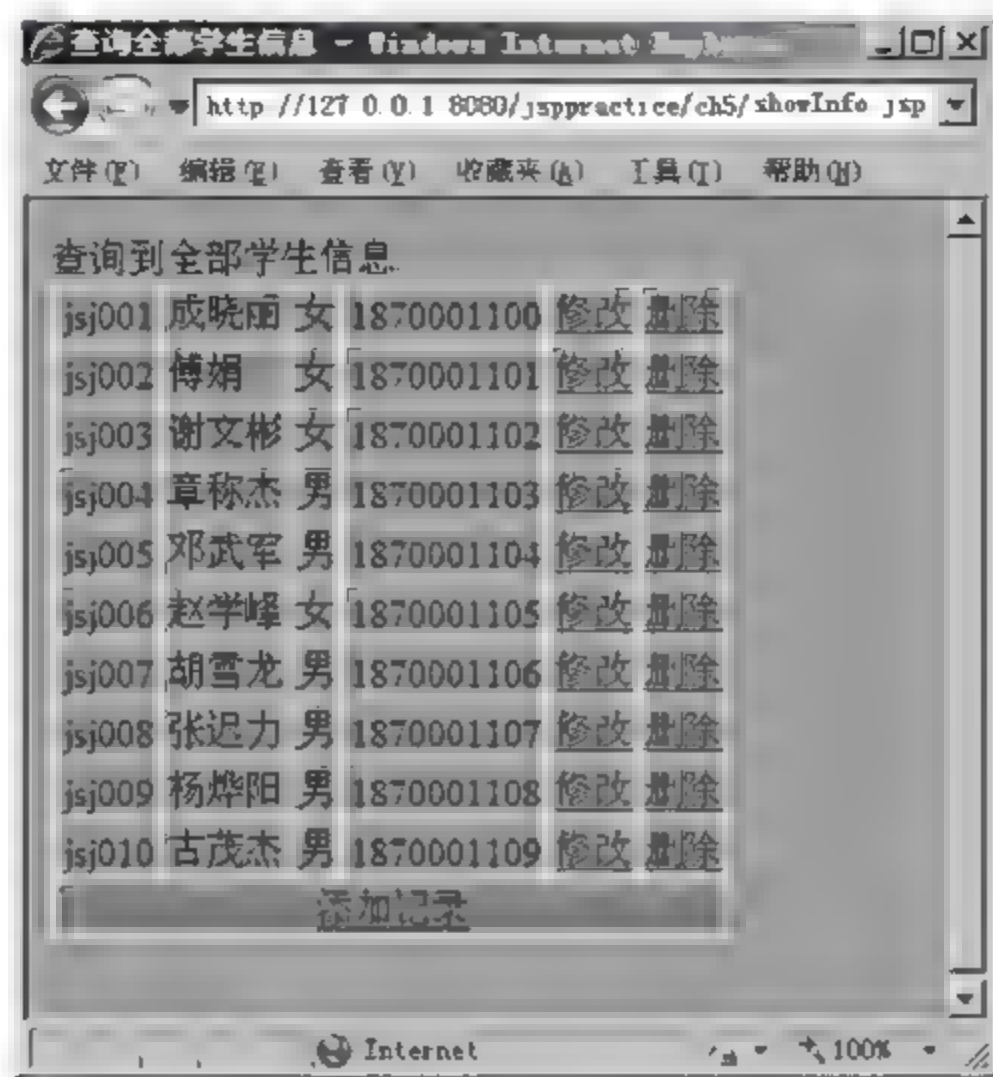 查询全部学生信息 - Windows Internet
http //127 0.0.1 8080/jsppractice/ch5/showInfo jsp
文件(F) 编辑(E) 查看(V) 收藏夹(A) 工具(T) 帮助(H)
查询到全部学生信息
jsj001 成晓丽 女 1870001100 修改 删除
jsj002 傅娟 女 1870001101 修改 删除
jsj003 谢文彬 女 1870001102 修改 删除
jsj004 章称杰 男 1870001103 修改 删除
jsj005 邓武军 男 1870001104 修改 删除
jsj006 赵学峰 女 1870001105 修改 删除
jsj007 胡雪龙 男 1870001106 修改 删除
jsj008 张迟力 男 1870001107 修改 删除
jsj009 杨烨阳 男 1870001108 修改 删除
jsj010 古茂杰 男 1870001109 修改 删除
添加记录
Internet 100%